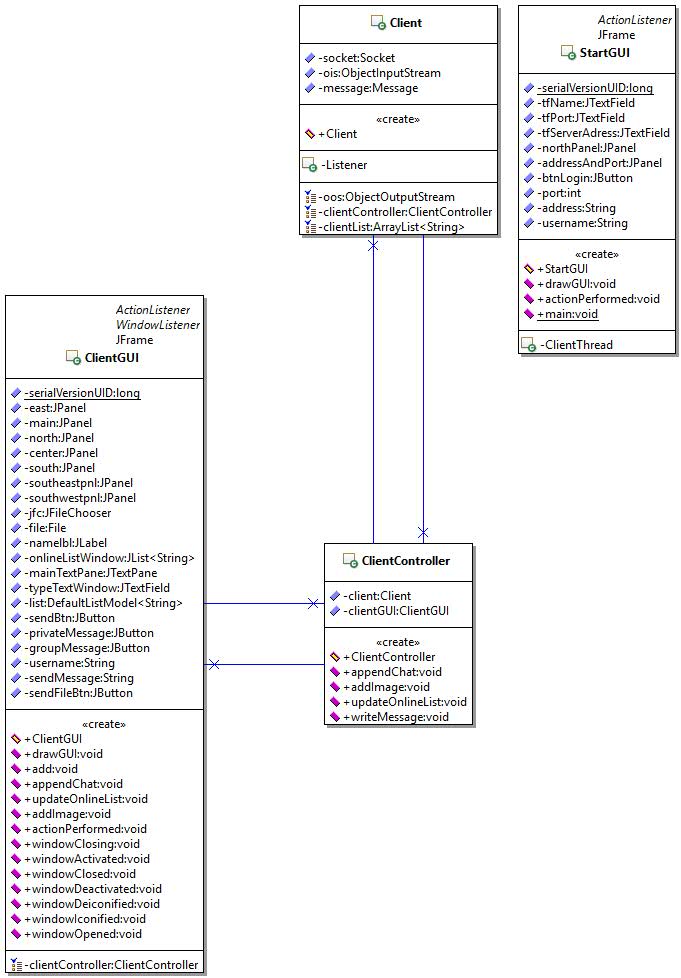 Client
-socket:Socket
-ois:ObjectInputStream
-message:Message
«create»
+Client
-Listener
-oos:ObjectOutputStream
-clientController:ClientController
-clientList:ArrayList<String>
ActionListener
JFrame
StartGUI
-serialVersionUID:long
-tfName:JTextField
-tfPort:JTextField
-tfServerAdress:JTextField
-northPanel:JPanel
-addressAndPort:JPanel
-btnLogin:JButton
-port:int
-address:String
-username:String
«create»
+StartGUI
+drawGUI:void
+actionPerformed:void
+main:void
-ClientThread
ActionListener
WindowListener
JFrame
ClientGUI
-serialVersionUID:long
-east:JPanel
-main:JPanel
-north:JPanel
-center:JPanel
-south:JPanel
-southeastpnl:JPanel
-southwestpnl:JPanel
-jfc:JFileChooser
-file:File
-namelbl:JLabel
-onlineListWindow:JList<String>
-mainTextPane:JTextPane
-typeTextWindow:JTextField
-list:DefaultListModel<String>
-sendBtn:JButton
-privateMessage:JButton
-groupMessage:JButton
-username:String
-sendMessage:String
-sendFileBtn:JButton
«create»
+ClientGUI
+drawGUI:void
+add:void
+appendChat:void
+updateOnlineList:void
+addImage:void
+actionPerformed:void
+windowClosing:void
+windowActivated:void
+windowClosed:void
+windowDeactivated:void
+windowDeiconified:void
+windowIconified:void
+windowOpened:void
-clientController:ClientController
ClientController
-client:Client
-clientGUI:ClientGUI
«create»
+ClientController
+appendChat:void
+addImage:void
+updateOnlineList:void
+writeMessage:void